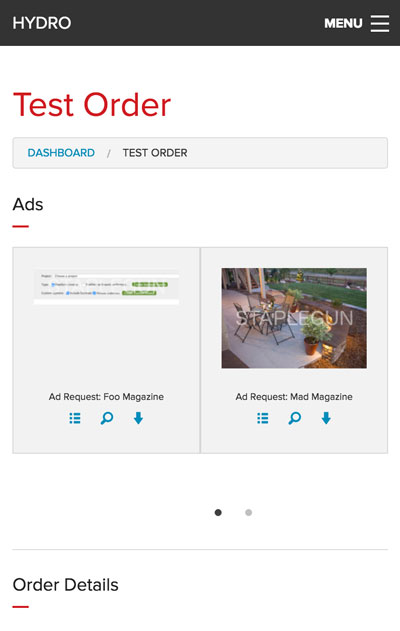 HYDRO MENU
Test Order
DASHBOARD / TEST ORDER
Ads
STAPLEGUN
Ad Request: Foo Magazine Ad Request: Mad Magazine
Order Details